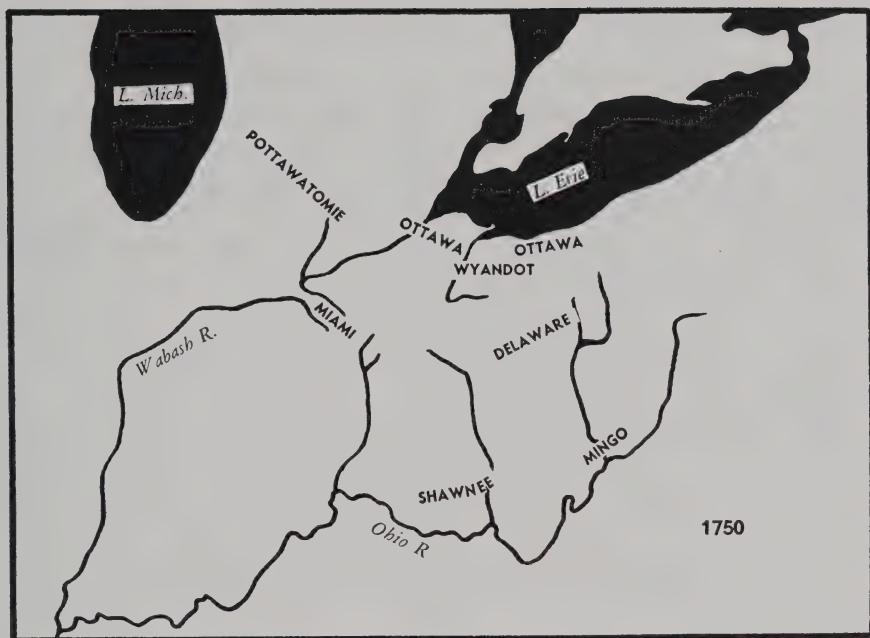 L. Mich.
POTTAWATOMIE
L. Erie
OTTAWA
OTTAWA
WYANDOT
MIAMI
Wabash R.
DELAWARE
MINGO
SHAWNEE
Ohio R
1750